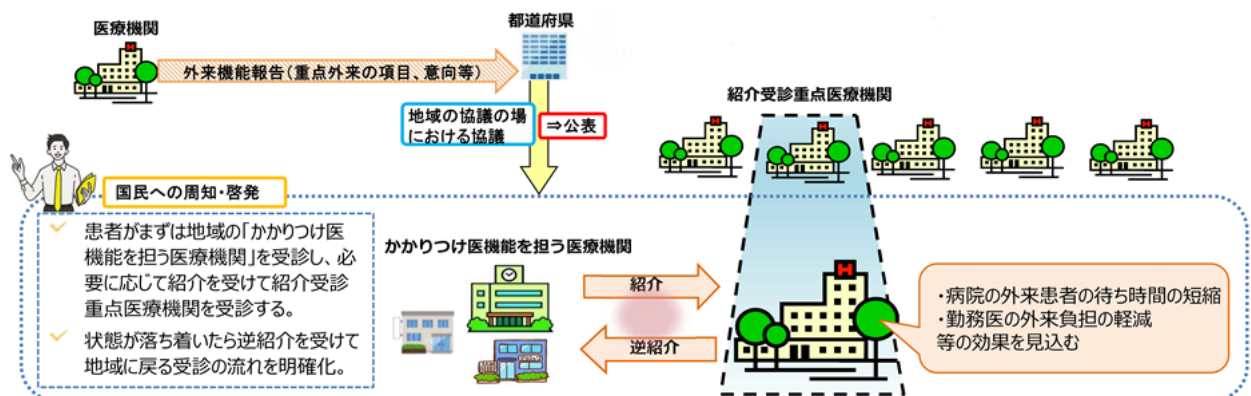 医療機関
外来機能報告(重点外来の項目、意向等)
都道府県
地域の協議の場
における協議
⇒公表
紹介受診重点医療機関
国民への周知・啓発
患者がまずは地域の「かかりつけ医
機能を担う医療機関」を受診し、必
要に応じて紹介を受けて紹介受診
重点医療機関を受診する。
状態が落ち着いたら逆紹介を受けて
地域に戻る受診の流れを明確化。
かかりつけ医機能を担う医療機関
紹介
逆紹介
H
・病院の外来患者の待ち時間の短縮
・勤務医の外来負担の軽減
等の効果を見込む